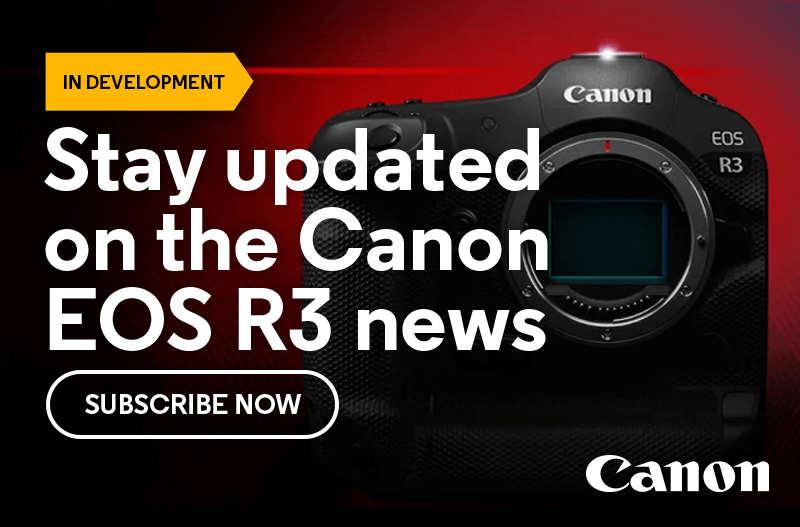 IN DEVELOPMENT
Canon
EOS
R3
Stay updated
on the Canon
EOS R3 news
SUBSCRIBE NOW
Canon